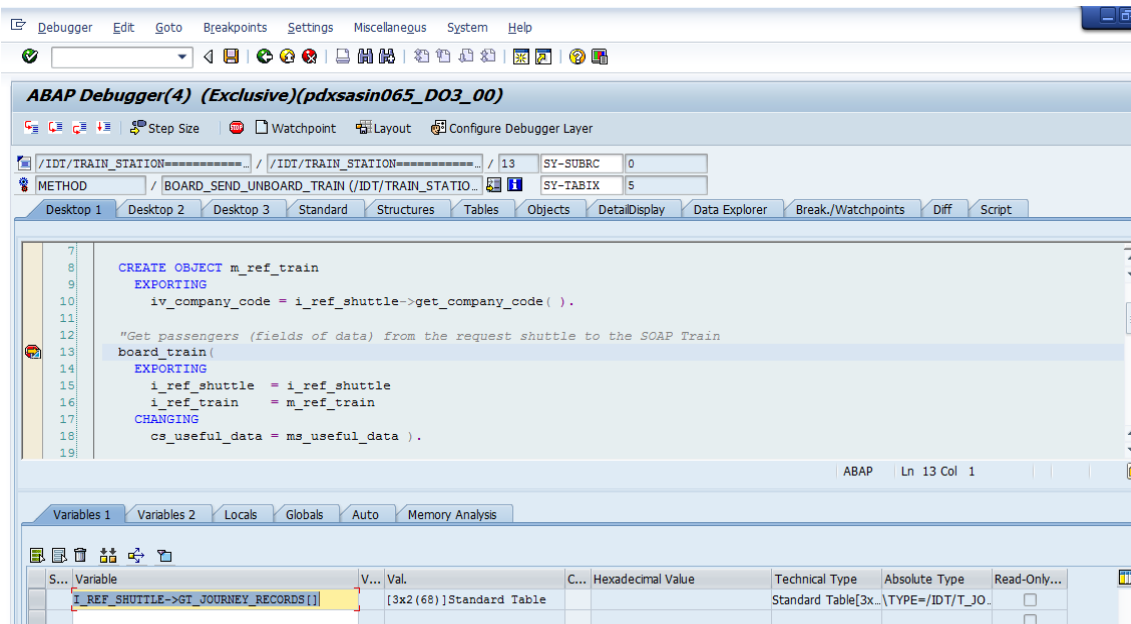 Debugger Edit Goto Breakpoints Settings Miscellaneous System Help
ABAP Debugger(4) (Exclusive)(pdxsasin065_DO3_00)
Step Size Watchpoint Layout Configure Debugger Layer
/IDT/TRAIN_STATION===========… / /IDT/TRAIN_STATION===========… / 13 SY-SUBRC 0
METHOD / BOARD_SEND_UNBOARD_TRAIN (/IDT/TRAIN_STATIO… SY-TABIX 5
Desktop 1 Desktop 2 Desktop 3 Standard Structures Tables Objects DetailDisplay Data Explorer Break./Watchpoints Diff Script
7
8 CREATE OBJECT m_ref_train
9 EXPORTING
10 iv_company_code = i_ref_shuttle->get_company_code( ).
11
12 "Get passengers (fields of data) from the request shuttle to the SOAP Train
13 board_train(
14 EXPORTING
15 i_ref_shuttle = i_ref_shuttle
16 i_ref_train = m_ref_train
17 CHANGING
18 cs_useful_data = ms_useful_data ).
19
ABAP Ln 13 Col 1
Variables 1 Variables 2 Locals Globals Auto Memory Analysis
S... Variable V... Val. C... Hexadecimal Value Technical Type Absolute Type Read-Only...
I_REF_SHUTTLE->GT_JOURNEY_RECORDS[] [3x2(68)]Standard Table Standard Table[3x… \TYPE=/IDT/T_JO…